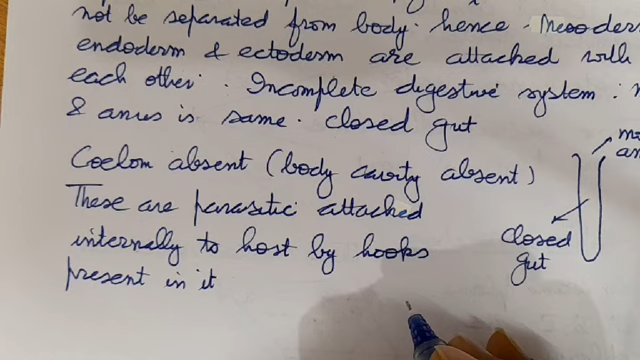 not be separated from body. hence.
endoderm & ectoderm are attached with
each other. Incomplete digestive system:
& anus is same. closed gut
Coelom absent (body cavity absent)
These are parasitic attached
internally to host by hooks
present in it
closed
gut